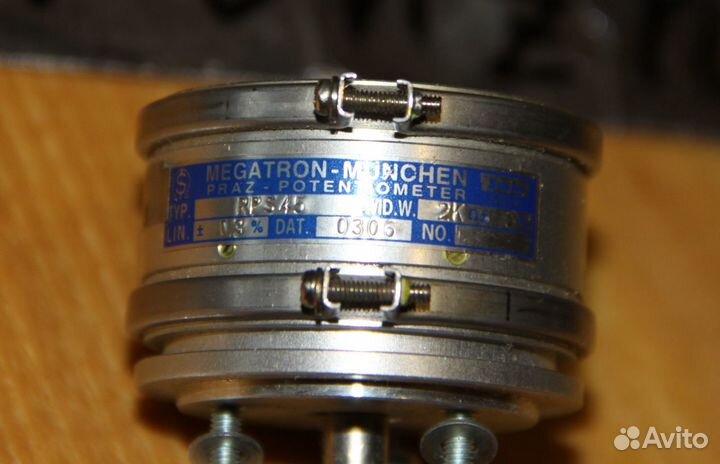 MEGATRON-MÜNCHEN
PRÄZ-POTENTIOMETER
TYP. RPS45 WID.W. 2K
LIN. ± 0.3% DAT. 0306 NO.
Avito